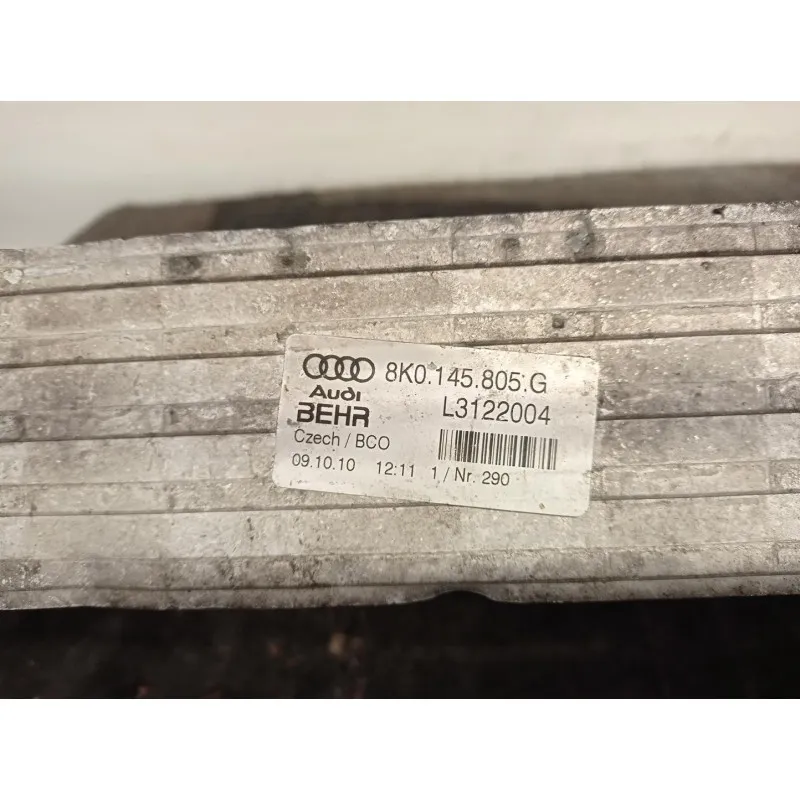 8K0.145.805.G
Audi
BEHR
L3122004
Czech / BCO
09.10.10 12:11 1 / Nr. 290